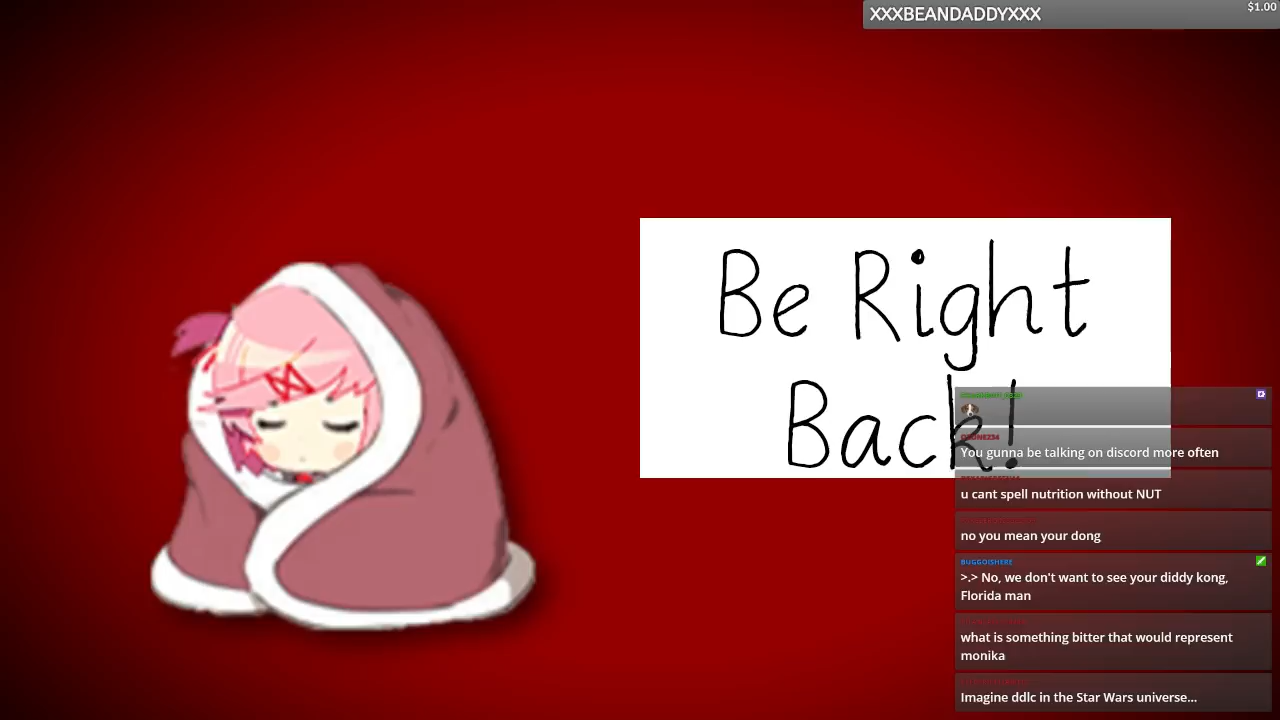 XXXBEANDADDYXXX
$1.00
Be Right
Back!
You gunna be talking on discord more often
u cant spell nutrition without NUT
no you mean your dong
BUGGOISHERE
>.> No, we don't want to see your diddy kong,
Florida man
what is something bitter that would represent
monika
Imagine ddlc in the Star Wars universe...